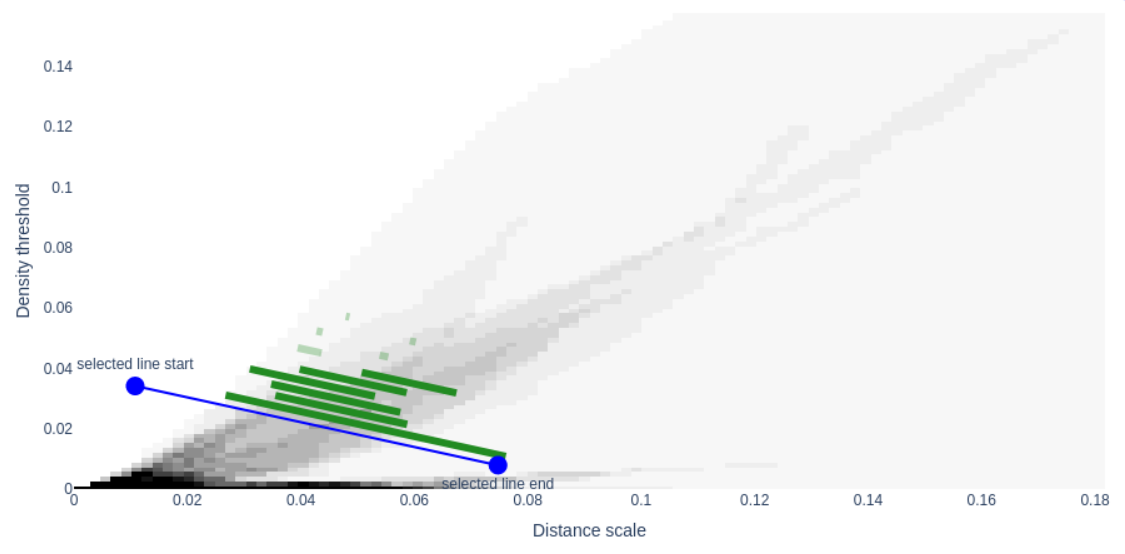 0.14
0.12
0.1
0.08
0.06
0.04
0.02
0
Density threshold
selected line start
selected line end
0 0.02 0.04 0.06 0.08 0.1 0.12 0.14 0.16 0.18
Distance scale